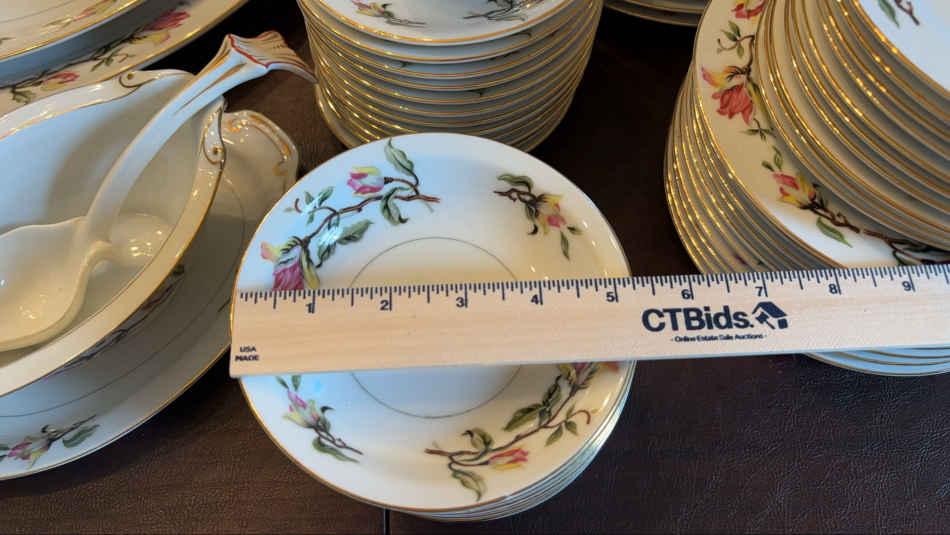 1 2 3 4 5 6 7 8 9
CTBids.
- Online Estate Sale Auctions -
USA
MADE